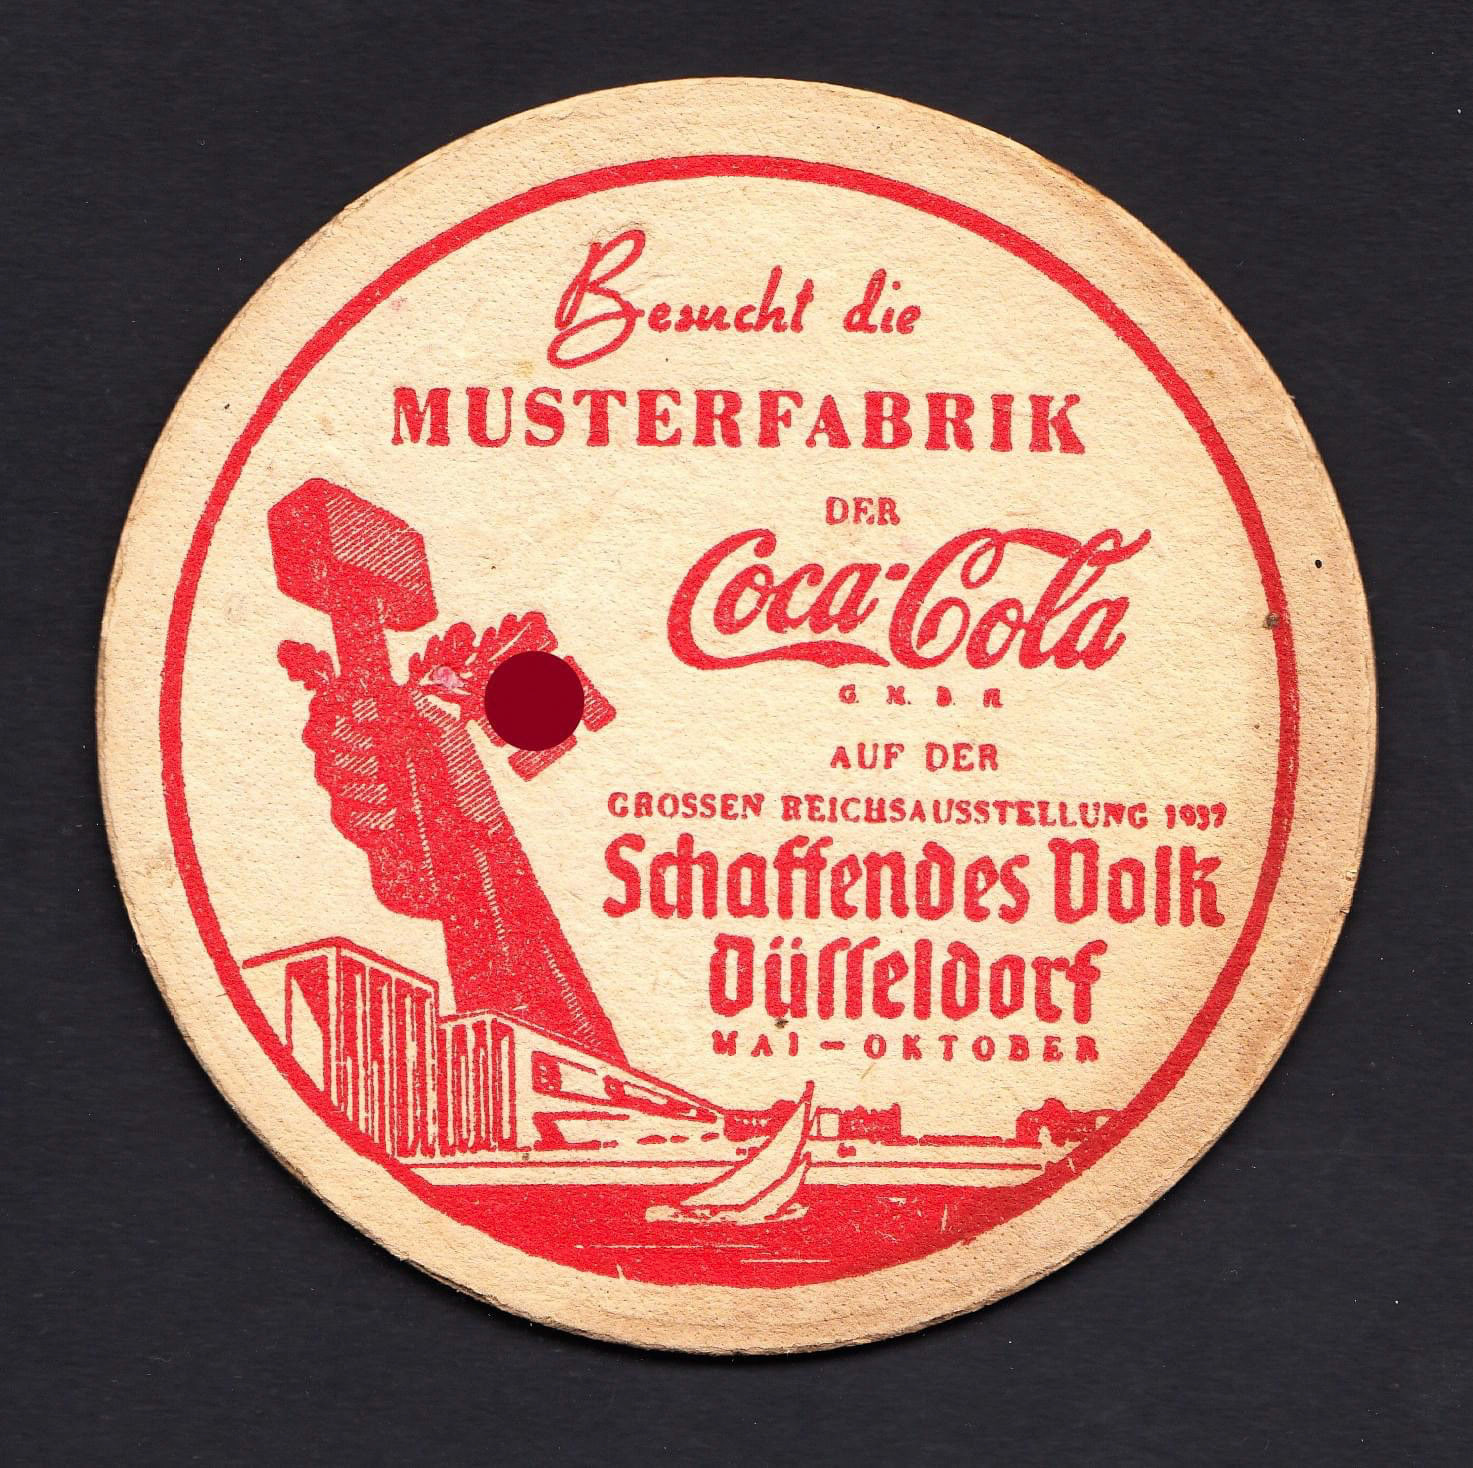 Besucht die
MUSTERFABRIK
DER
Coca-Cola
G. M. B. H.
AUF DER
GROSSEN REICHSAUSSTELLUNG 1937
Schaffendes Volk
Düsseldorf
MAI-OKTOBER